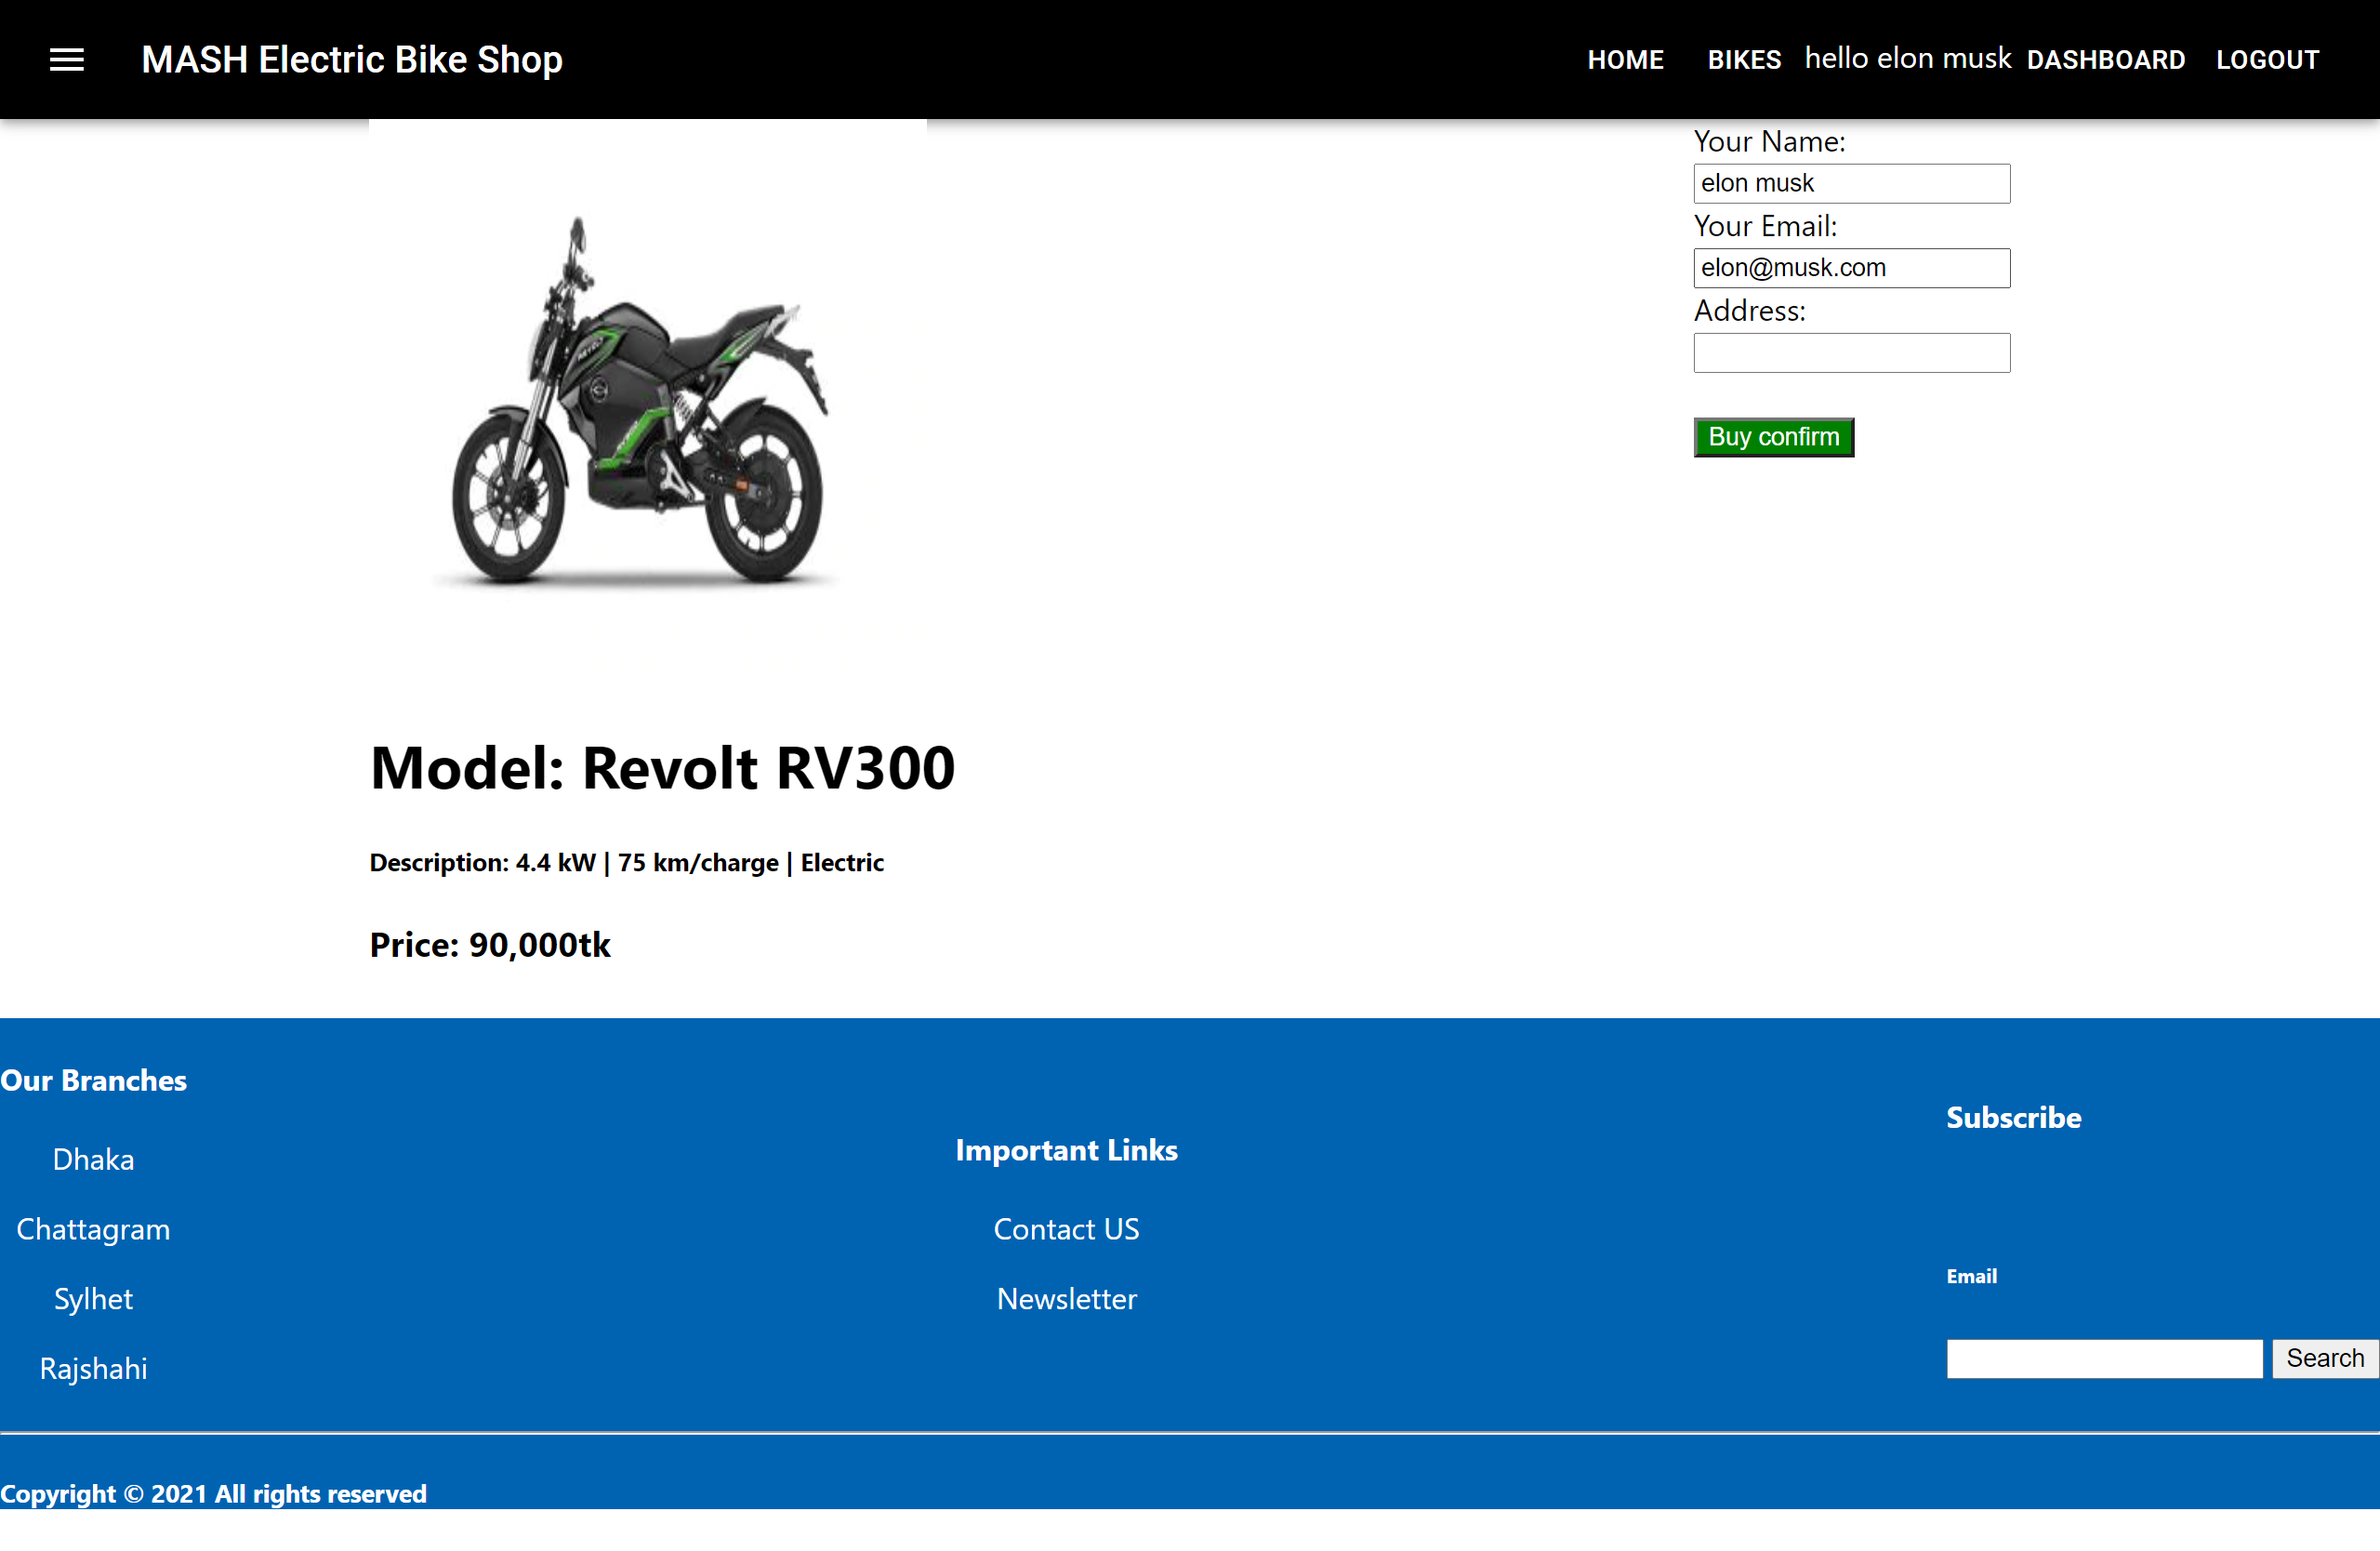 MASH Electric Bike Shop
HOME BIKES hello elon musk DASHBOARD LOGOUT
Your Name:
elon musk
Your Email:
elon@musk.com
Address:
Buy confirm
Model: Revolt RV300
Description: 4.4 kW | 75 km/charge | Electric
Price: 90,000tk
Our Branches
Dhaka
Chattagram
Sylhet
Rajshahi
Important Links
Contact US
Newsletter
Subscribe
Email
Search
Copyright © 2021 All rights reserved